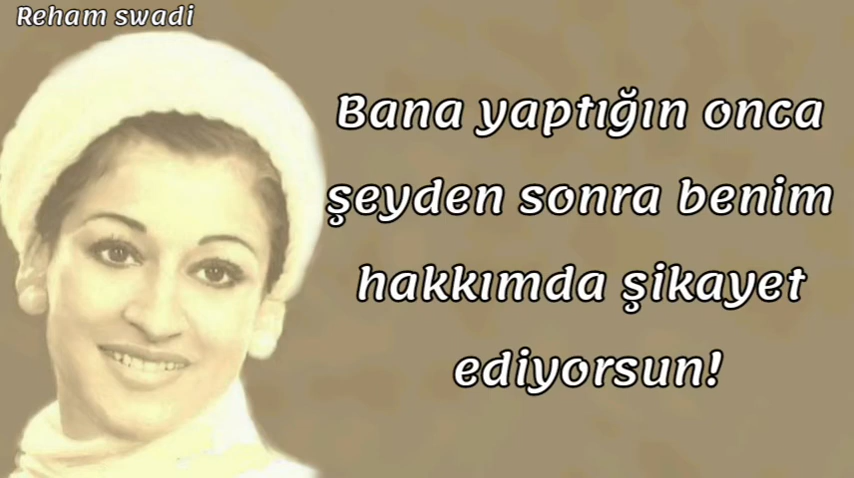 Reham swadi
Bana yaptığın onca
şeyden sonra benim
hakkımda şikayet
ediyorsun!